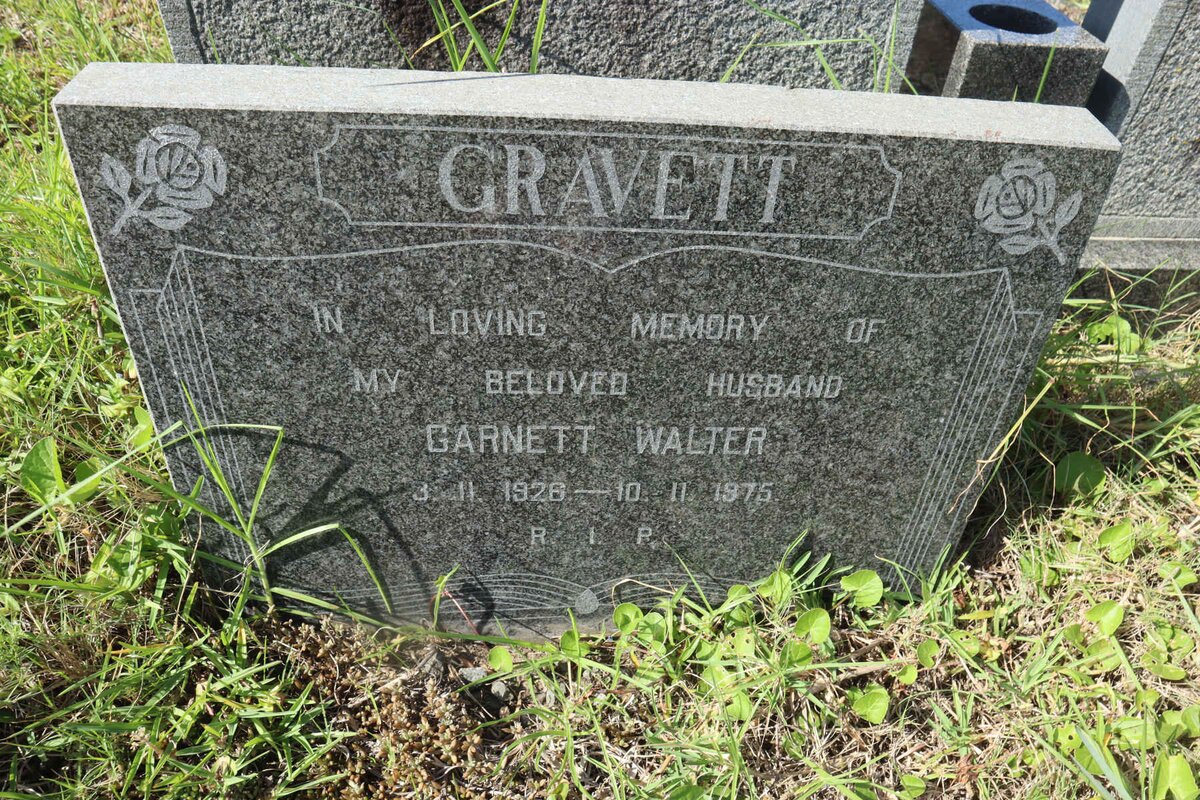 GRAVETT
IN LOVING MEMORY OF
MY BELOVED HUSBAND
GARNETT WALTER
3. 11. 1926 — 10. 11. 1975
R. I. P.